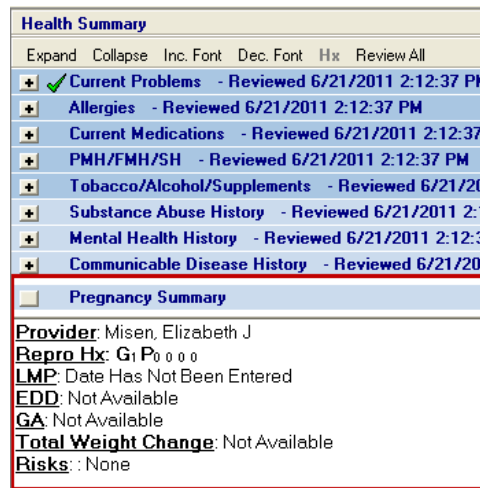 Health Summary
Expand Collapse Inc. Font Dec. Font Hx Review All
Current Problems - Reviewed 6/21/2011 2:12:37 PM
Allergies - Reviewed 6/21/2011 2:12:37 PM
Current Medications - Reviewed 6/21/2011 2:12:37
PMH/FMH/SH - Reviewed 6/21/2011 2:12:37 PM
Tobacco/Alcohol/Supplements - Reviewed 6/21/20
Substance Abuse History - Reviewed 6/21/2011 2:
Mental Health History - Reviewed 6/21/2011 2:12:3
Communicable Disease History - Reviewed 6/21/20
Pregnancy Summary
Provider: Misen, Elizabeth J
Repro Hx: G₁ P₀ ₀ ₀ ₀
LMP: Date Has Not Been Entered
EDD: Not Available
GA: Not Available
Total Weight Change: Not Available
Risks: : None